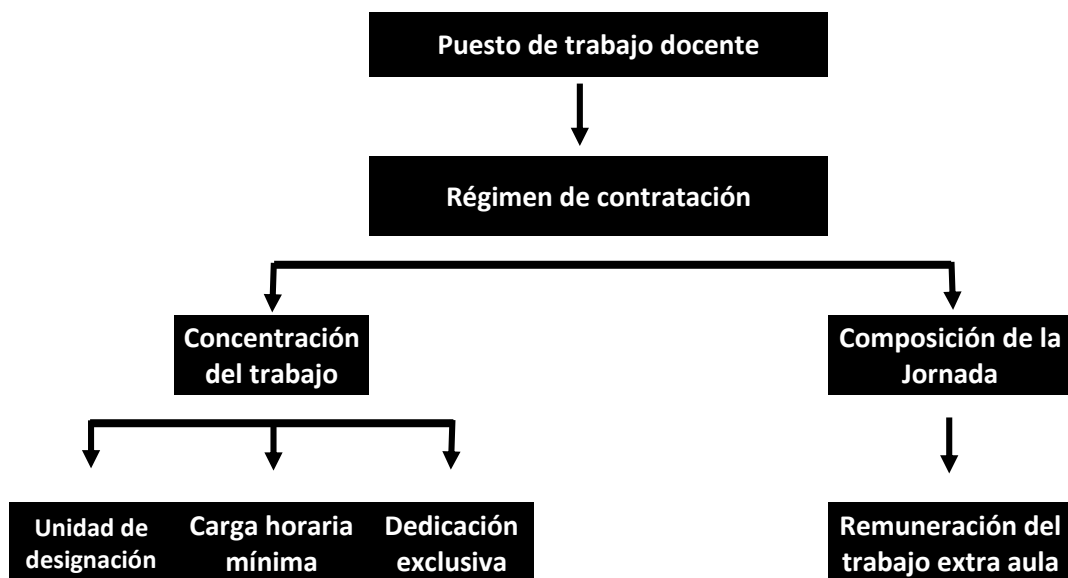 Puesto de trabajo docente
Régimen de contratación
Concentración
del trabajo
Composición de la
Jornada
Unidad de
designación
Carga horaria
mínima
Dedicación
exclusiva
Remuneración del
trabajo extra aula